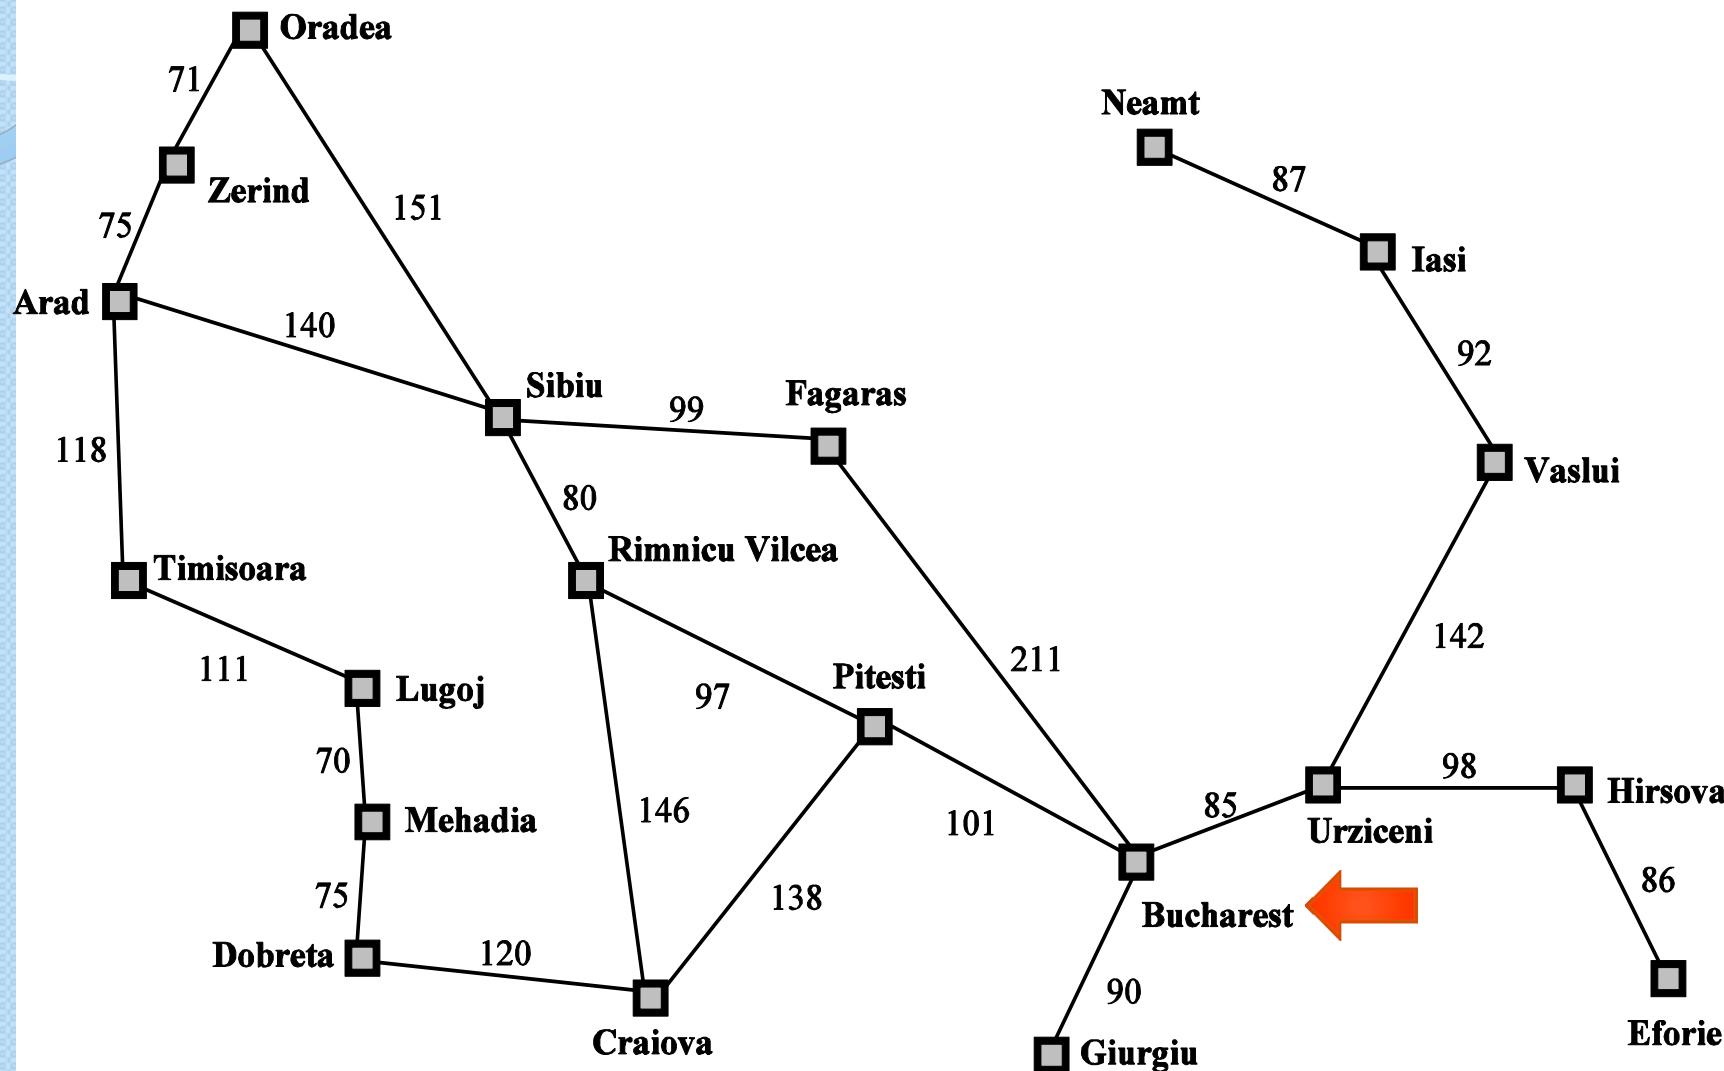 Oradea
71
Neamt
87
Zerind
151
75
Iasi
Arad
140
92
Sibiu
Fagaras
99
118
Vaslui
80
Rimnicu Vilcea
Timisoara
142
211
111
Pitesti
Lugoj
97
70
98
Hirsova
146
85
Mehadia
101
Urziceni
86
75
138
Bucharest
Dobreta
120
90
Eforie
Craiova
Giurgiu